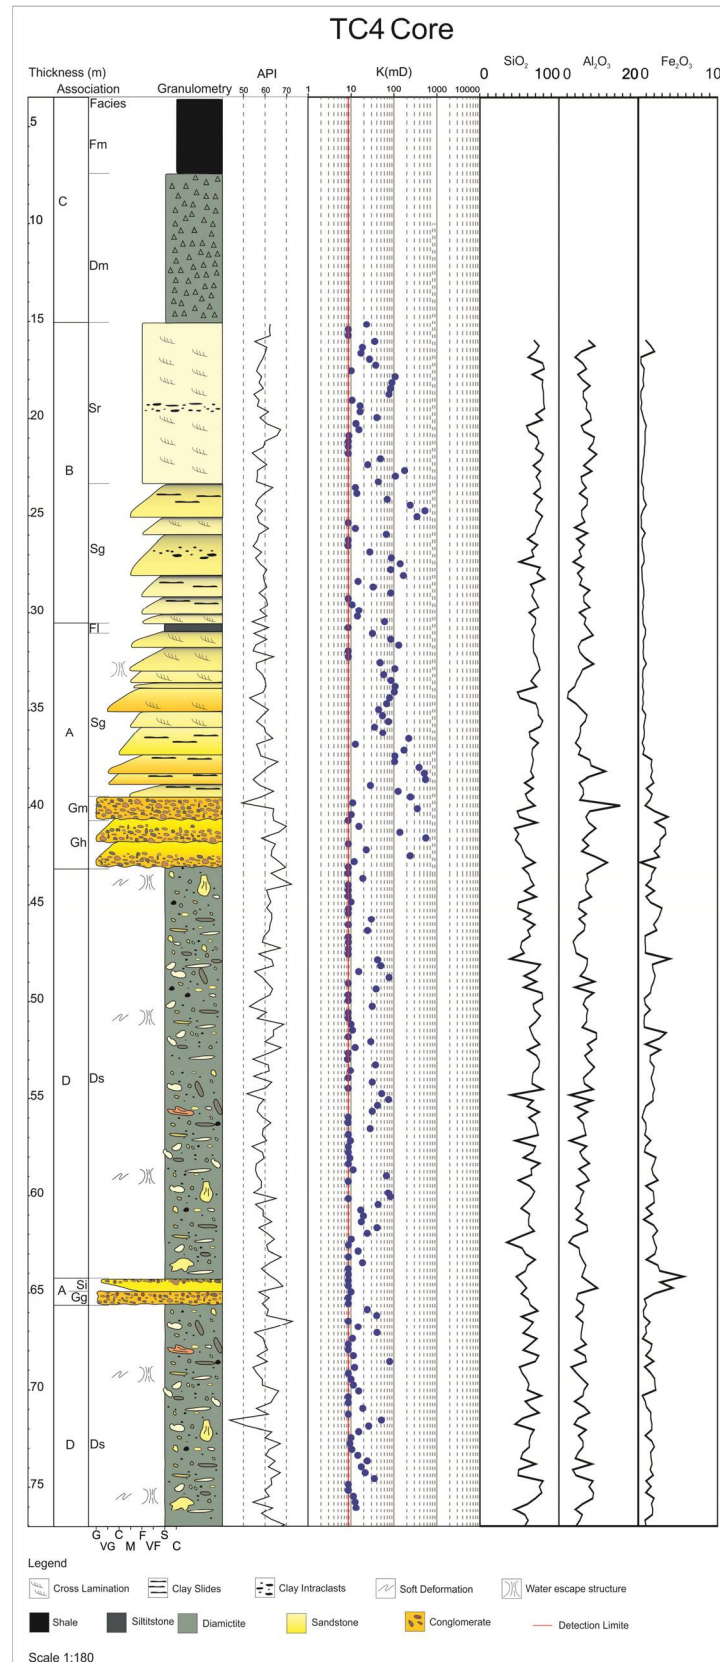 TC4 Core
Thickness (m)
Association
Facies
Granulometry
API
50 60 70
K(mD)
1 10 100 1000 10000
SiO2
0 100
Al2O3
0 20
Fe2O3
0 10
5
Fm
C
10
Dm
15
Sr
20
B
25
Sg
30
Fl
35
Sg
A
40
Gm
Gh
45
50
D Ds
55
60
A Si
65
Gg
70
D Ds
75
G C F S
VG M VF C
Legend
Cross Lamination
Clay Slides
Clay Intraclasts
Soft Deformation
Water escape structure
Shale
Siltitstone
Diamictite
Sandstone
Conglomerate
Detection Limite
Scale 1:180